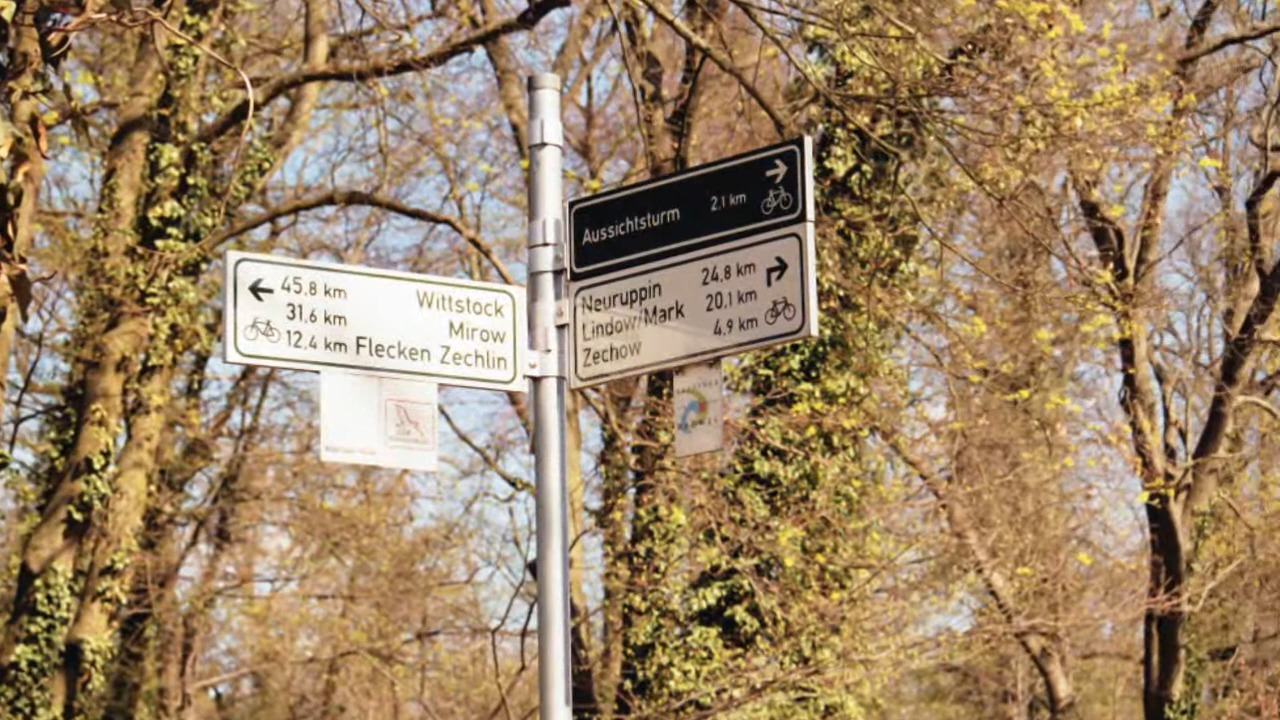 45,8 km Wittstock
31,6 km Mirow
12,4 km Flecken Zechlin
Aussichtsturm 2,1 km
Neuruppin 24,8 km
Lindow/Mark 20,1 km
Zechow 4,9 km